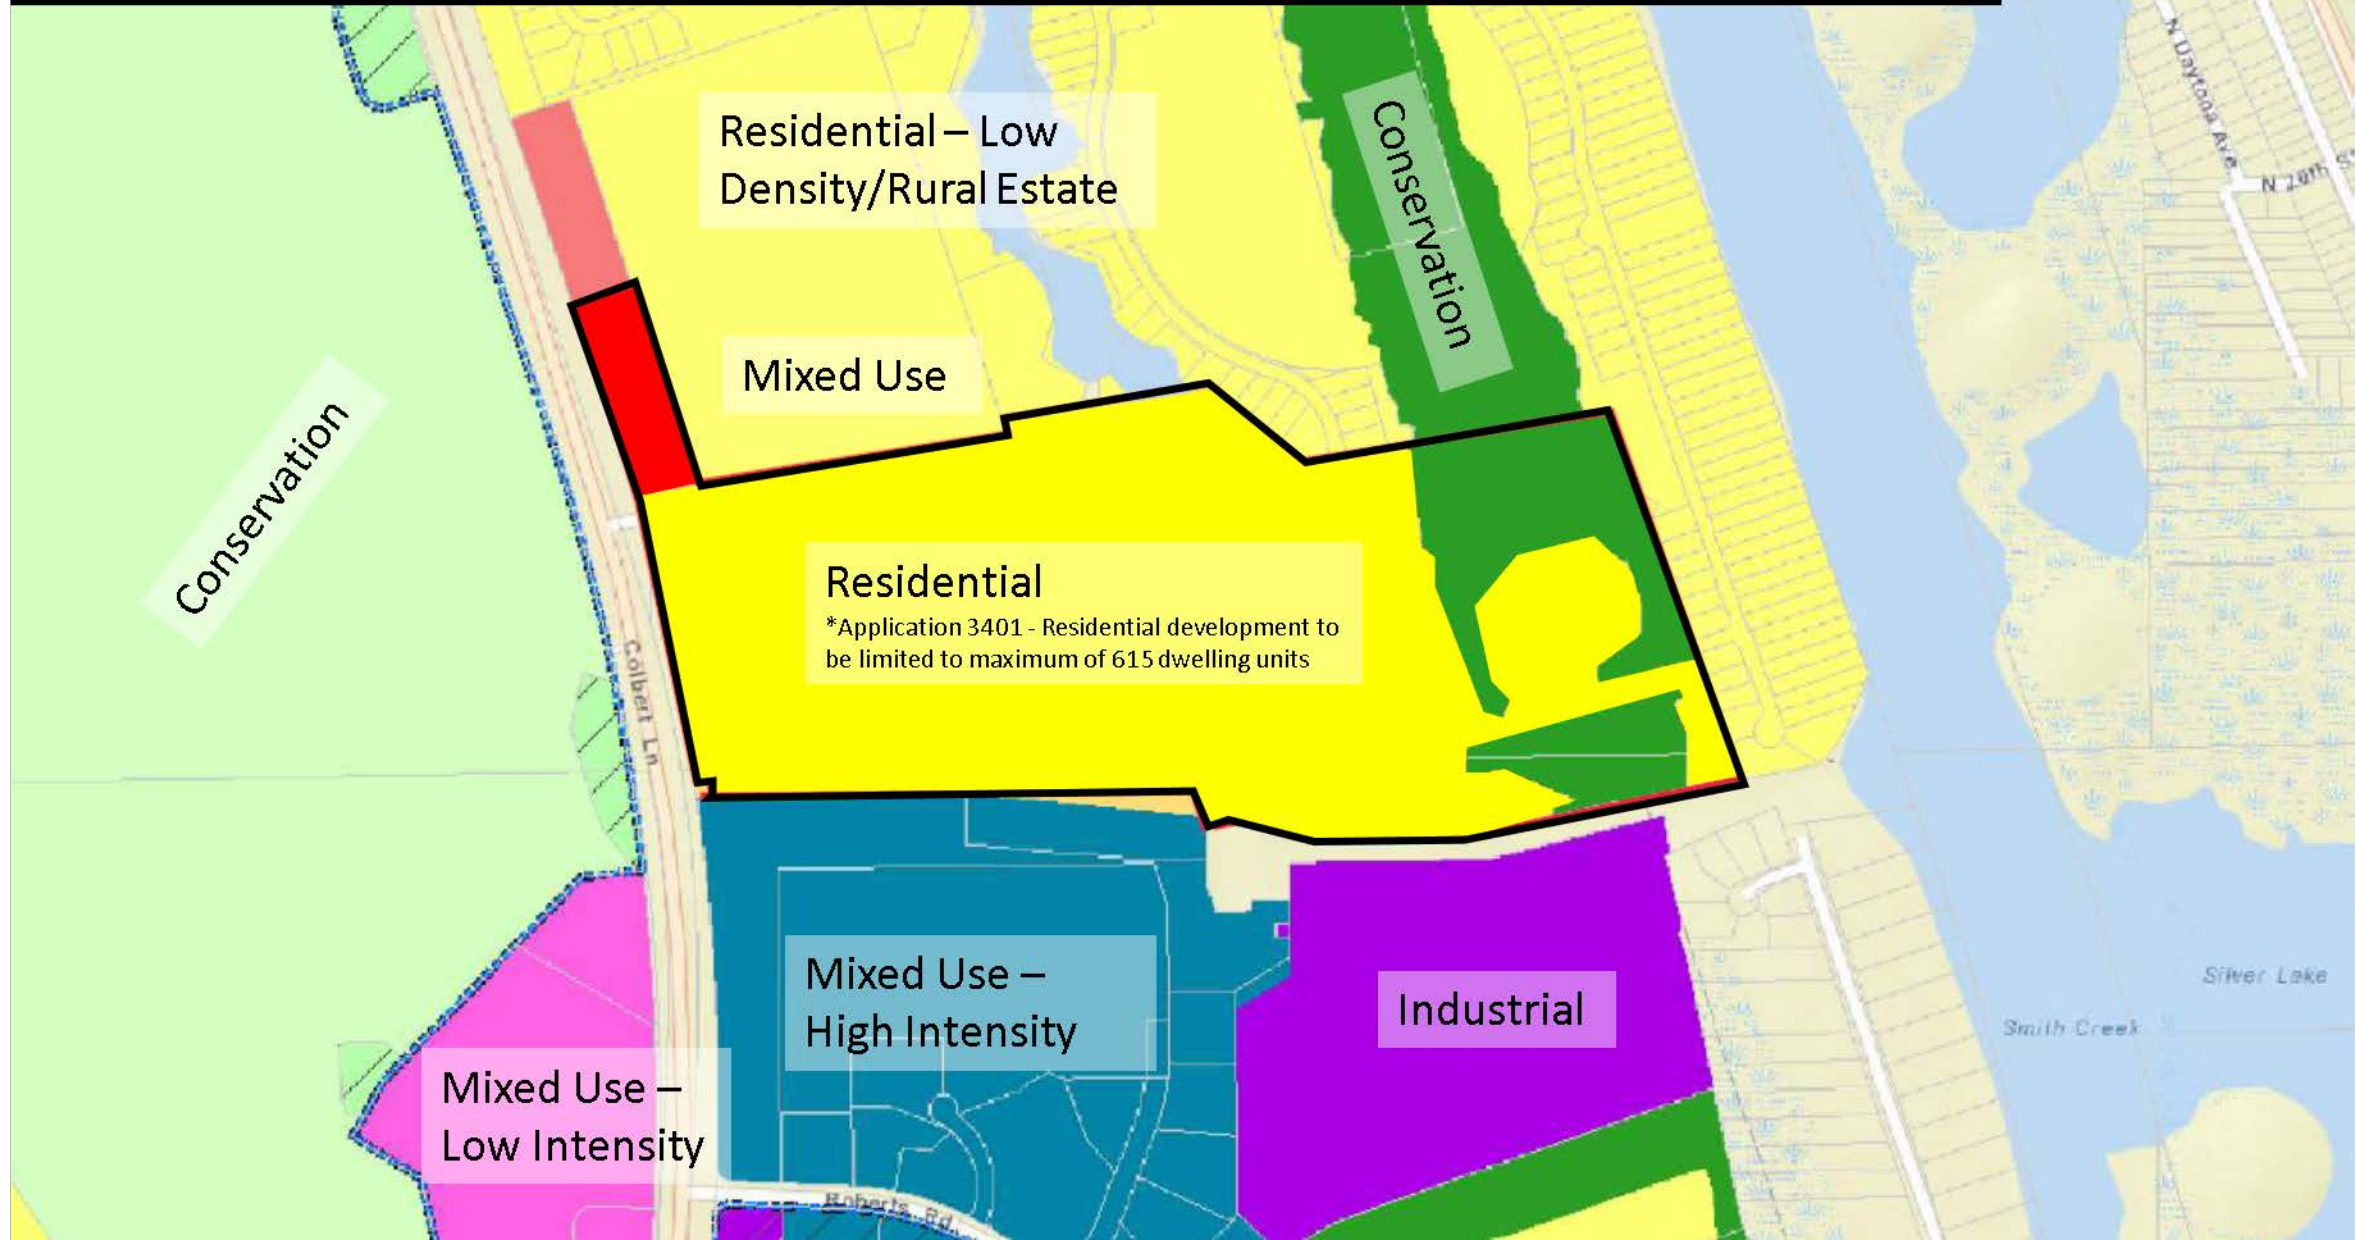 N Daytona Ave
N 20th St
Residential – Low
Density/Rural Estate
Conservation
Mixed Use
Conservation
Residential
*Application 3401 - Residential development to
be limited to maximum of 615 dwelling units
Colbert Ln
Mixed Use –
High Intensity
Industrial
Silver Lake
Smith Creek
Mixed Use –
Low Intensity
Roberts Rd.